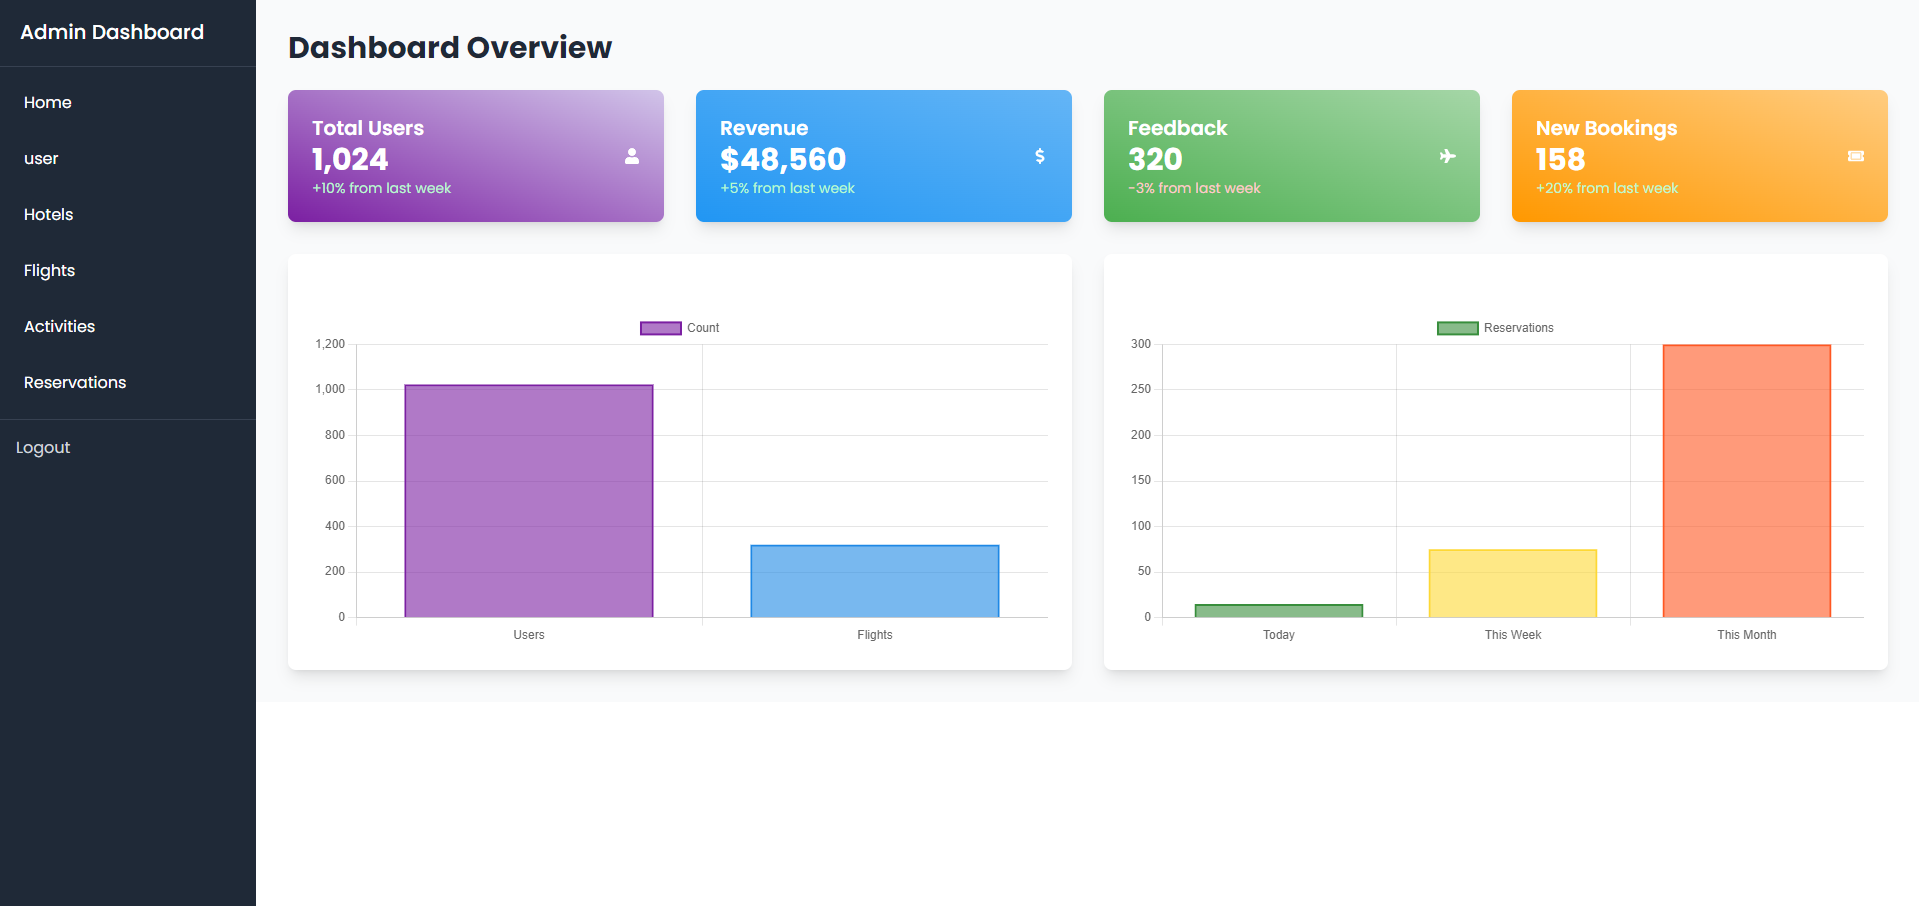 Admin Dashboard
Home
user
Hotels
Flights
Activities
Reservations
Logout
Dashboard Overview
Total Users
1,024
+10% from last week
Revenue
$48,560
+5% from last week
Feedback
320
-3% from last week
New Bookings
158
+20% from last week
Count
1,200
1,000
800
600
400
200
0
Users Flights
Reservations
300
250
200
150
100
50
0
Today This Week This Month